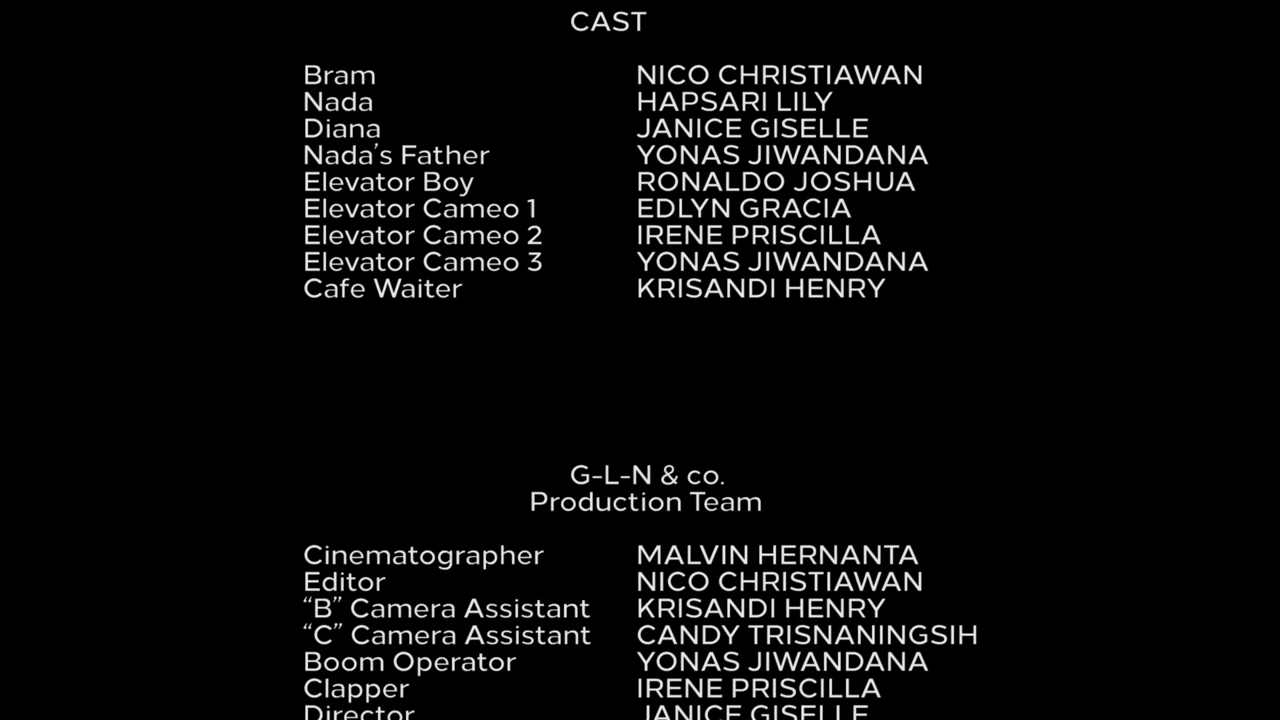 CAST
Bram NICO CHRISTIAWAN
Nada HAPSARI LILY
Diana JANICE GISELLE
Nada's Father YONAS JIWANDANA
Elevator Boy RONALDO JOSHUA
Elevator Cameo 1 EDLYN GRACIA
Elevator Cameo 2 IRENE PRISCILLA
Elevator Cameo 3 YONAS JIWANDANA
Cafe Waiter KRISANDI HENRY
G-L-N & co.
Production Team
Cinematographer MALVIN HERNANTA
Editor NICO CHRISTIAWAN
“B” Camera Assistant KRISANDI HENRY
“C” Camera Assistant CANDY TRISNANINGSIH
Boom Operator YONAS JIWANDANA
Clapper IRENE PRISCILLA
Director JANICE GISELLE